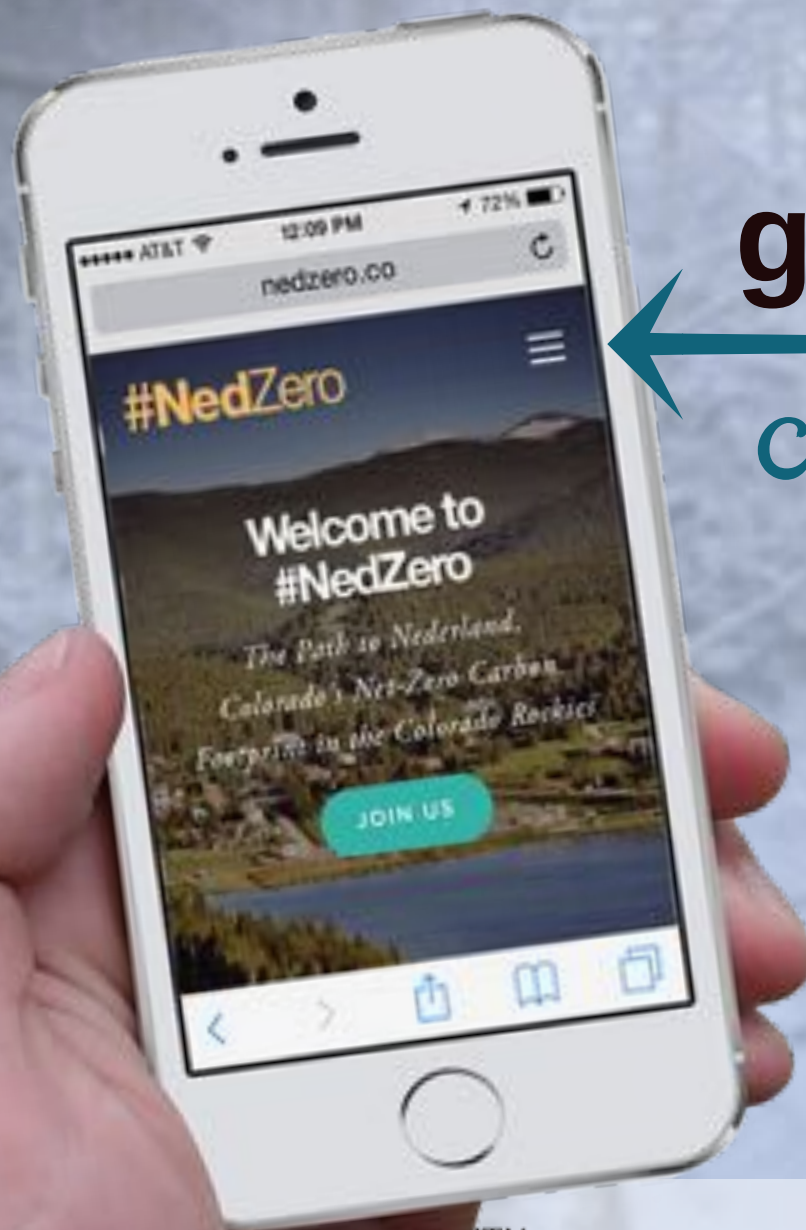 AT&T 12:09 PM 72%
nedzero.co
#NedZero
Welcome to
#NedZero
The Path to Nederland,
Colorado's Net-Zero Carbon
Footprint in the Colorado Rockies
JOIN US
g
c